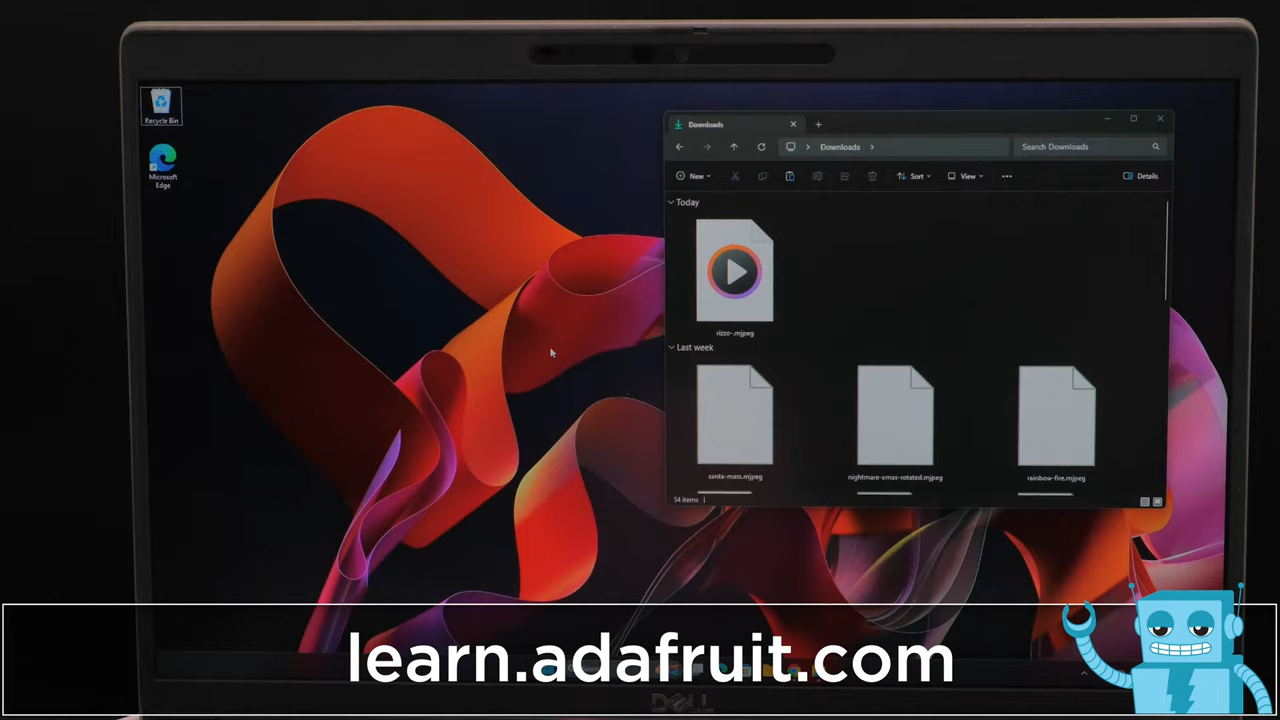 Recycle Bin
Microsoft
Edge
Downloads
Downloads
Search Downloads
New
Sort
View
Details
Today
rizzo-.mjpeg
Last week
santa-mars.mjpeg
nightmare-xmas-rotated.mjpeg
rainbow-fire.mjpeg
54 items
learn.adafruit.com
DELL